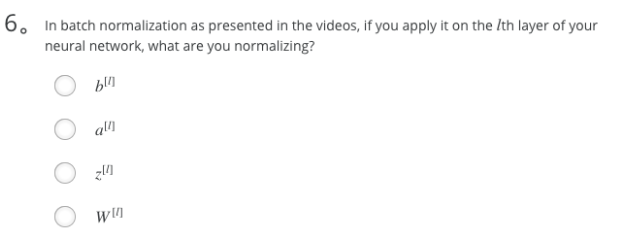 6。 In batch normalization as presented in the videos, if you apply it on the lth layer of your
neural network, what are you normalizing?
b[l]
a[l]
z[l]
W[l]